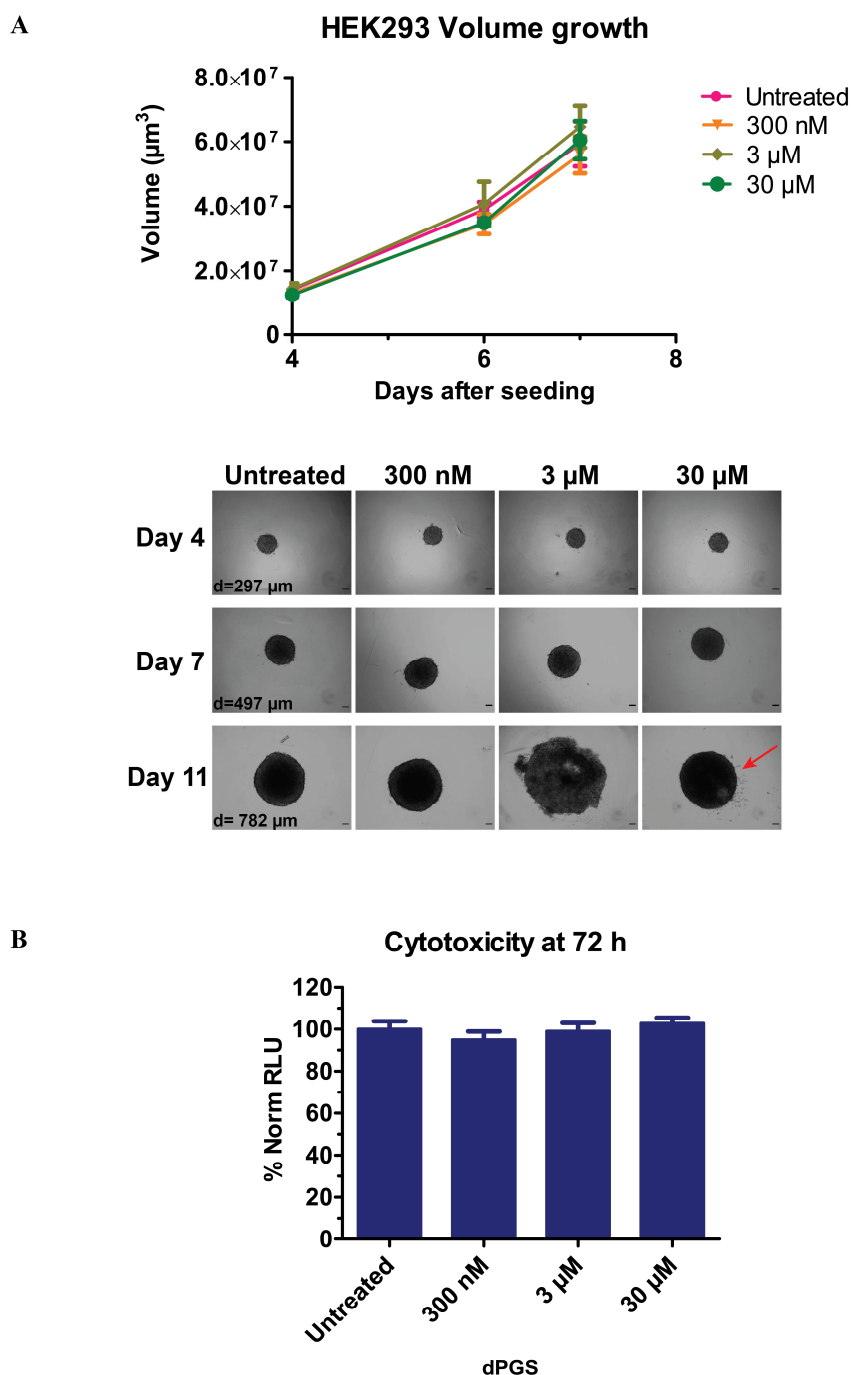 A
HEK293 Volume growth
Volume (µm³)
8.0×10⁷
6.0×10⁷
4.0×10⁷
2.0×10⁷
0
4 6 8
Days after seeding
Untreated
300 nM
3 µM
30 µM
Untreated 300 nM 3 µM 30 µM
Day 4
d=297 µm
Day 7
d=497 µm
Day 11
d= 782 µm
B
Cytotoxicity at 72 h
% Norm RLU
120
100
80
60
40
20
0
Untreated 300 nM 3 µM 30 µM
dPGS